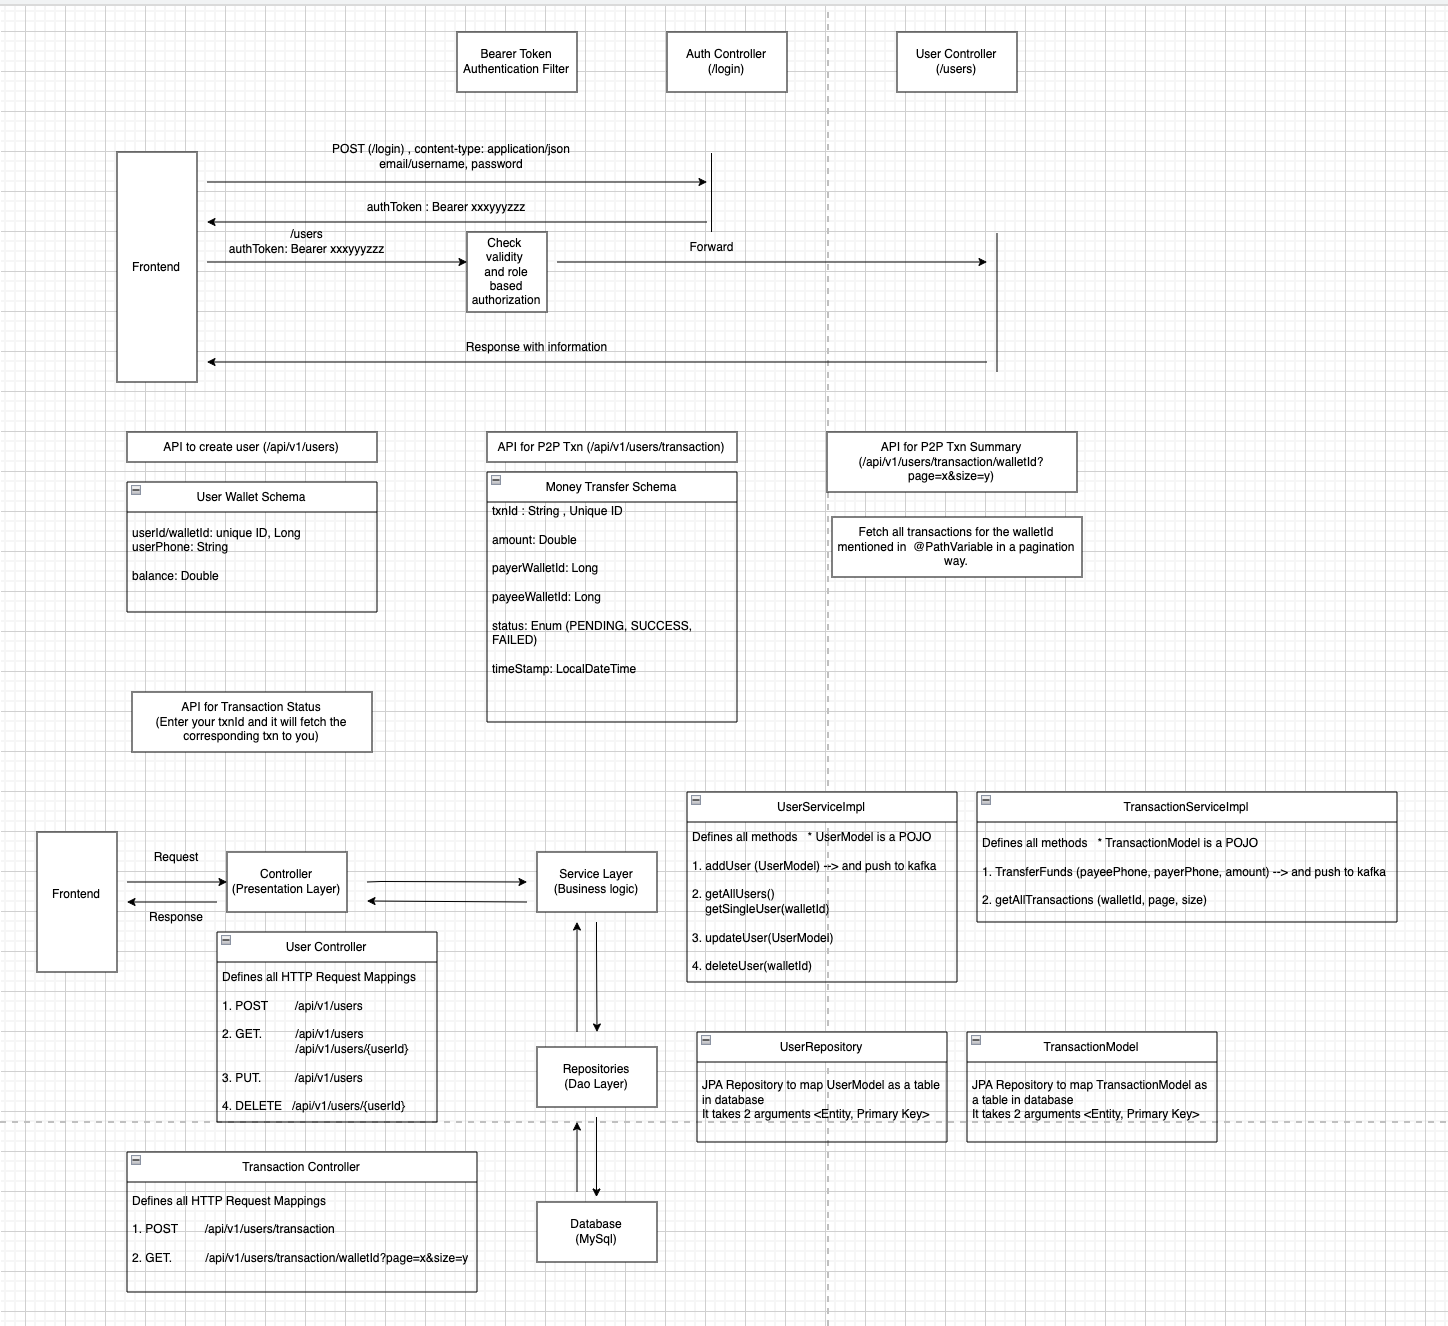 Bearer Token
Authentication Filter
Auth Controller
(/login)
User Controller
(/users)
POST (/login) , content-type: application/json
email/username, password
authToken : Bearer xxxyyyzzz
/users
authToken: Bearer xxxyyyzzz
Check
validity
and role
based
authorization
Forward
Frontend
Response with information
API to create user (/api/v1/users)
User Wallet Schema
userId/walletId: unique ID, Long
userPhone: String
balance: Double
API for P2P Txn (/api/v1/users/transaction)
Money Transfer Schema
txnId : String , Unique ID
amount: Double
payerWalletId: Long
payeeWalletId: Long
status: Enum (PENDING, SUCCESS,
FAILED)
timeStamp: LocalDateTime
API for P2P Txn Summary
(/api/v1/users/transaction/walletId?
page=x&size=y)
Fetch all transactions for the walletId
mentioned in  @PathVariable in a pagination
way.
API for Transaction Status
(Enter your txnId and it will fetch the
corresponding txn to you)
Frontend
Request
Response
Controller
(Presentation Layer)
Service Layer
(Business logic)
UserServiceImpl
Defines all methods   * UserModel is a POJO
1. addUser (UserModel) --> and push to kafka
2. getAllUsers()
getSingleUser(walletId)
3. updateUser(UserModel)
4. deleteUser(walletId)
TransactionServiceImpl
Defines all methods   * TransactionModel is a POJO
1. TransferFunds (payeePhone, payerPhone, amount) --> and push to kafka
2. getAllTransactions (walletId, page, size)
User Controller
Defines all HTTP Request Mappings
1. POST /api/v1/users
2. GET. /api/v1/users
/api/v1/users/{userId}
3. PUT. /api/v1/users
4. DELETE /api/v1/users/{userId}
Repositories
(Dao Layer)
UserRepository
JPA Repository to map UserModel as a table
in database
It takes 2 arguments <Entity, Primary Key>
TransactionModel
JPA Repository to map TransactionModel as
a table in database
It takes 2 arguments <Entity, Primary Key>
Transaction Controller
Defines all HTTP Request Mappings
1. POST /api/v1/users/transaction
2. GET. /api/v1/users/transaction/walletId?page=x&size=y
Database
(MySql)